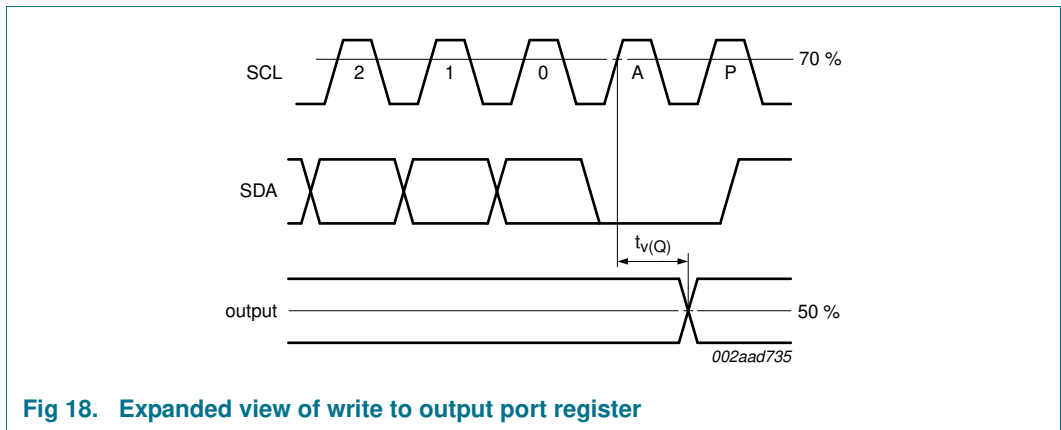 SCL 2 1 0 A P 70 %
SDA
tv(Q)
output 50 %
002aad735
Fig 18. Expanded view of write to output port register